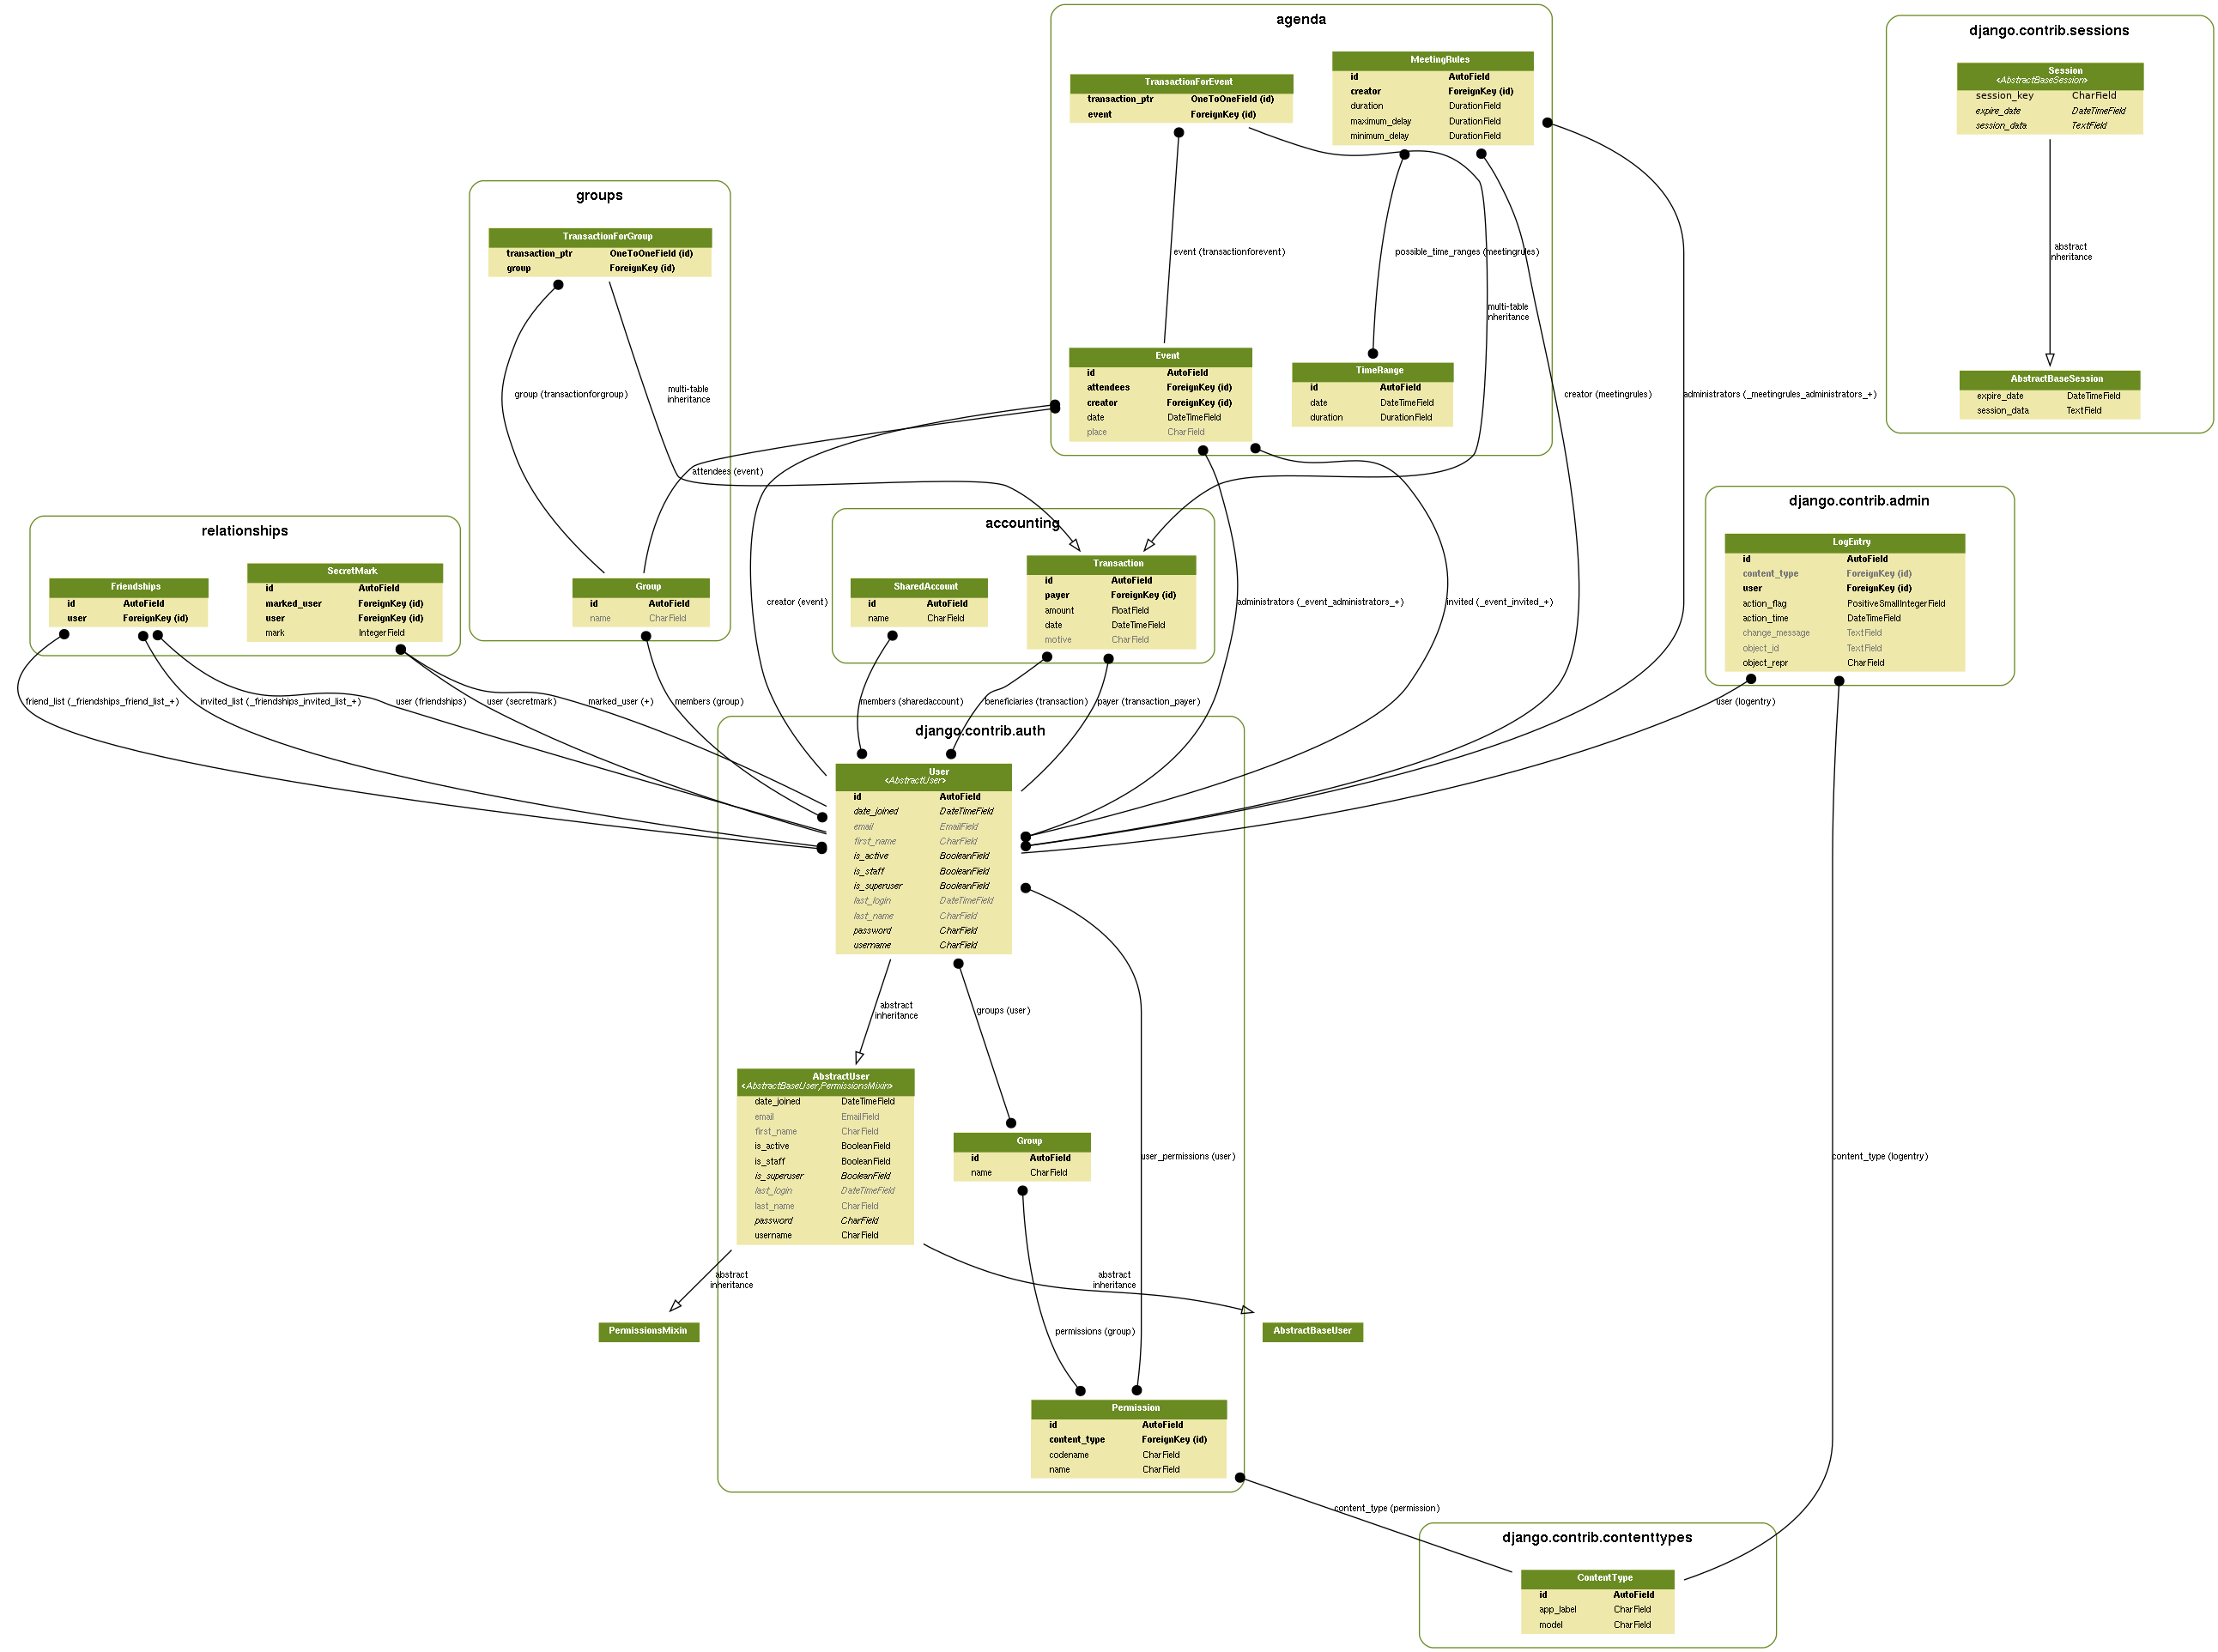 agenda
TransactionForEvent
transaction_ptr OneToOneField (id)
event ForeignKey (id)
MeetingRules
id AutoField
creator ForeignKey (id)
duration DurationField
maximum_delay DurationField
minimum_delay DurationField
event (transactionforevent)
possible_time_ranges (meetingrules)
multi-table
inheritance
Event
id AutoField
attendees ForeignKey (id)
creator ForeignKey (id)
date DateTimeField
place CharField
TimeRange
id AutoField
date DateTimeField
duration DurationField
creator (meetingrules)
administrators (_meetingrules_administrators_+)
django.contrib.sessions
Session
<AbstractBaseSession>
session_key CharField
expire_date DateTimeField
session_data TextField
abstract
inheritance
AbstractBaseSession
expire_date DateTimeField
session_data TextField
groups
TransactionForGroup
transaction_ptr OneToOneField (id)
group ForeignKey (id)
group (transactionforgroup)
multi-table
inheritance
attendees (event)
Group
id AutoField
name CharField
relationships
Friendships
id AutoField
user ForeignKey (id)
SecretMark
id AutoField
marked_user ForeignKey (id)
user ForeignKey (id)
mark IntegerField
accounting
SharedAccount
id AutoField
name CharField
Transaction
id AutoField
payer ForeignKey (id)
amount FloatField
date DateTimeField
motive CharField
creator (event)
administrators (_event_administrators_+)
invited (_event_invited_+)
django.contrib.admin
LogEntry
id AutoField
content_type ForeignKey (id)
user ForeignKey (id)
action_flag PositiveSmallIntegerField
action_time DateTimeField
change_message TextField
object_id TextField
object_repr CharField
friend_list (_friendships_friend_list_+)
invited_list (_friendships_invited_list_+)
user (friendships)
user (secretmark)
marked_user (+)
members (group)
members (sharedaccount)
beneficiaries (transaction)
payer (transaction_payer)
user (logentry)
django.contrib.auth
User
<AbstractUser>
id AutoField
date_joined DateTimeField
email EmailField
first_name CharField
is_active BooleanField
is_staff BooleanField
is_superuser BooleanField
last_login DateTimeField
last_name CharField
password CharField
username CharField
abstract
inheritance
groups (user)
AbstractUser
<AbstractBaseUser,PermissionsMixin>
date_joined DateTimeField
email EmailField
first_name CharField
is_active BooleanField
is_staff BooleanField
is_superuser BooleanField
last_login DateTimeField
last_name CharField
password CharField
username CharField
Group
id AutoField
name CharField
user_permissions (user)
content_type (logentry)
abstract
inheritance
abstract
inheritance
PermissionsMixin
permissions (group)
AbstractBaseUser
Permission
id AutoField
content_type ForeignKey (id)
codename CharField
name CharField
content_type (permission)
django.contrib.contenttypes
ContentType
id AutoField
app_label CharField
model CharField